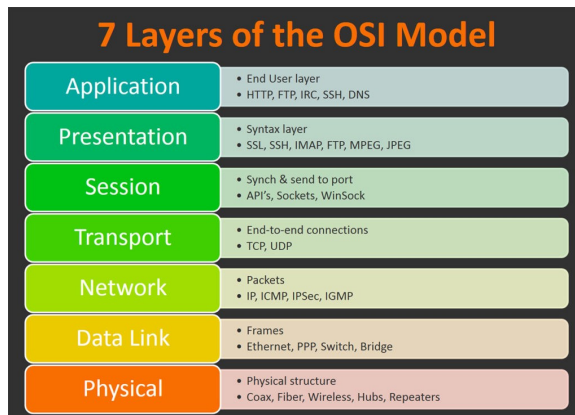 7 Layers of the OSI Model
Application
• End User layer
• HTTP, FTP, IRC, SSH, DNS
Presentation
• Syntax layer
• SSL, SSH, IMAP, FTP, MPEG, JPEG
Session
• Synch & send to port
• API's, Sockets, WinSock
Transport
• End-to-end connections
• TCP, UDP
Network
• Packets
• IP, ICMP, IPSec, IGMP
Data Link
• Frames
• Ethernet, PPP, Switch, Bridge
Physical
• Physical structure
• Coax, Fiber, Wireless, Hubs, Repeaters